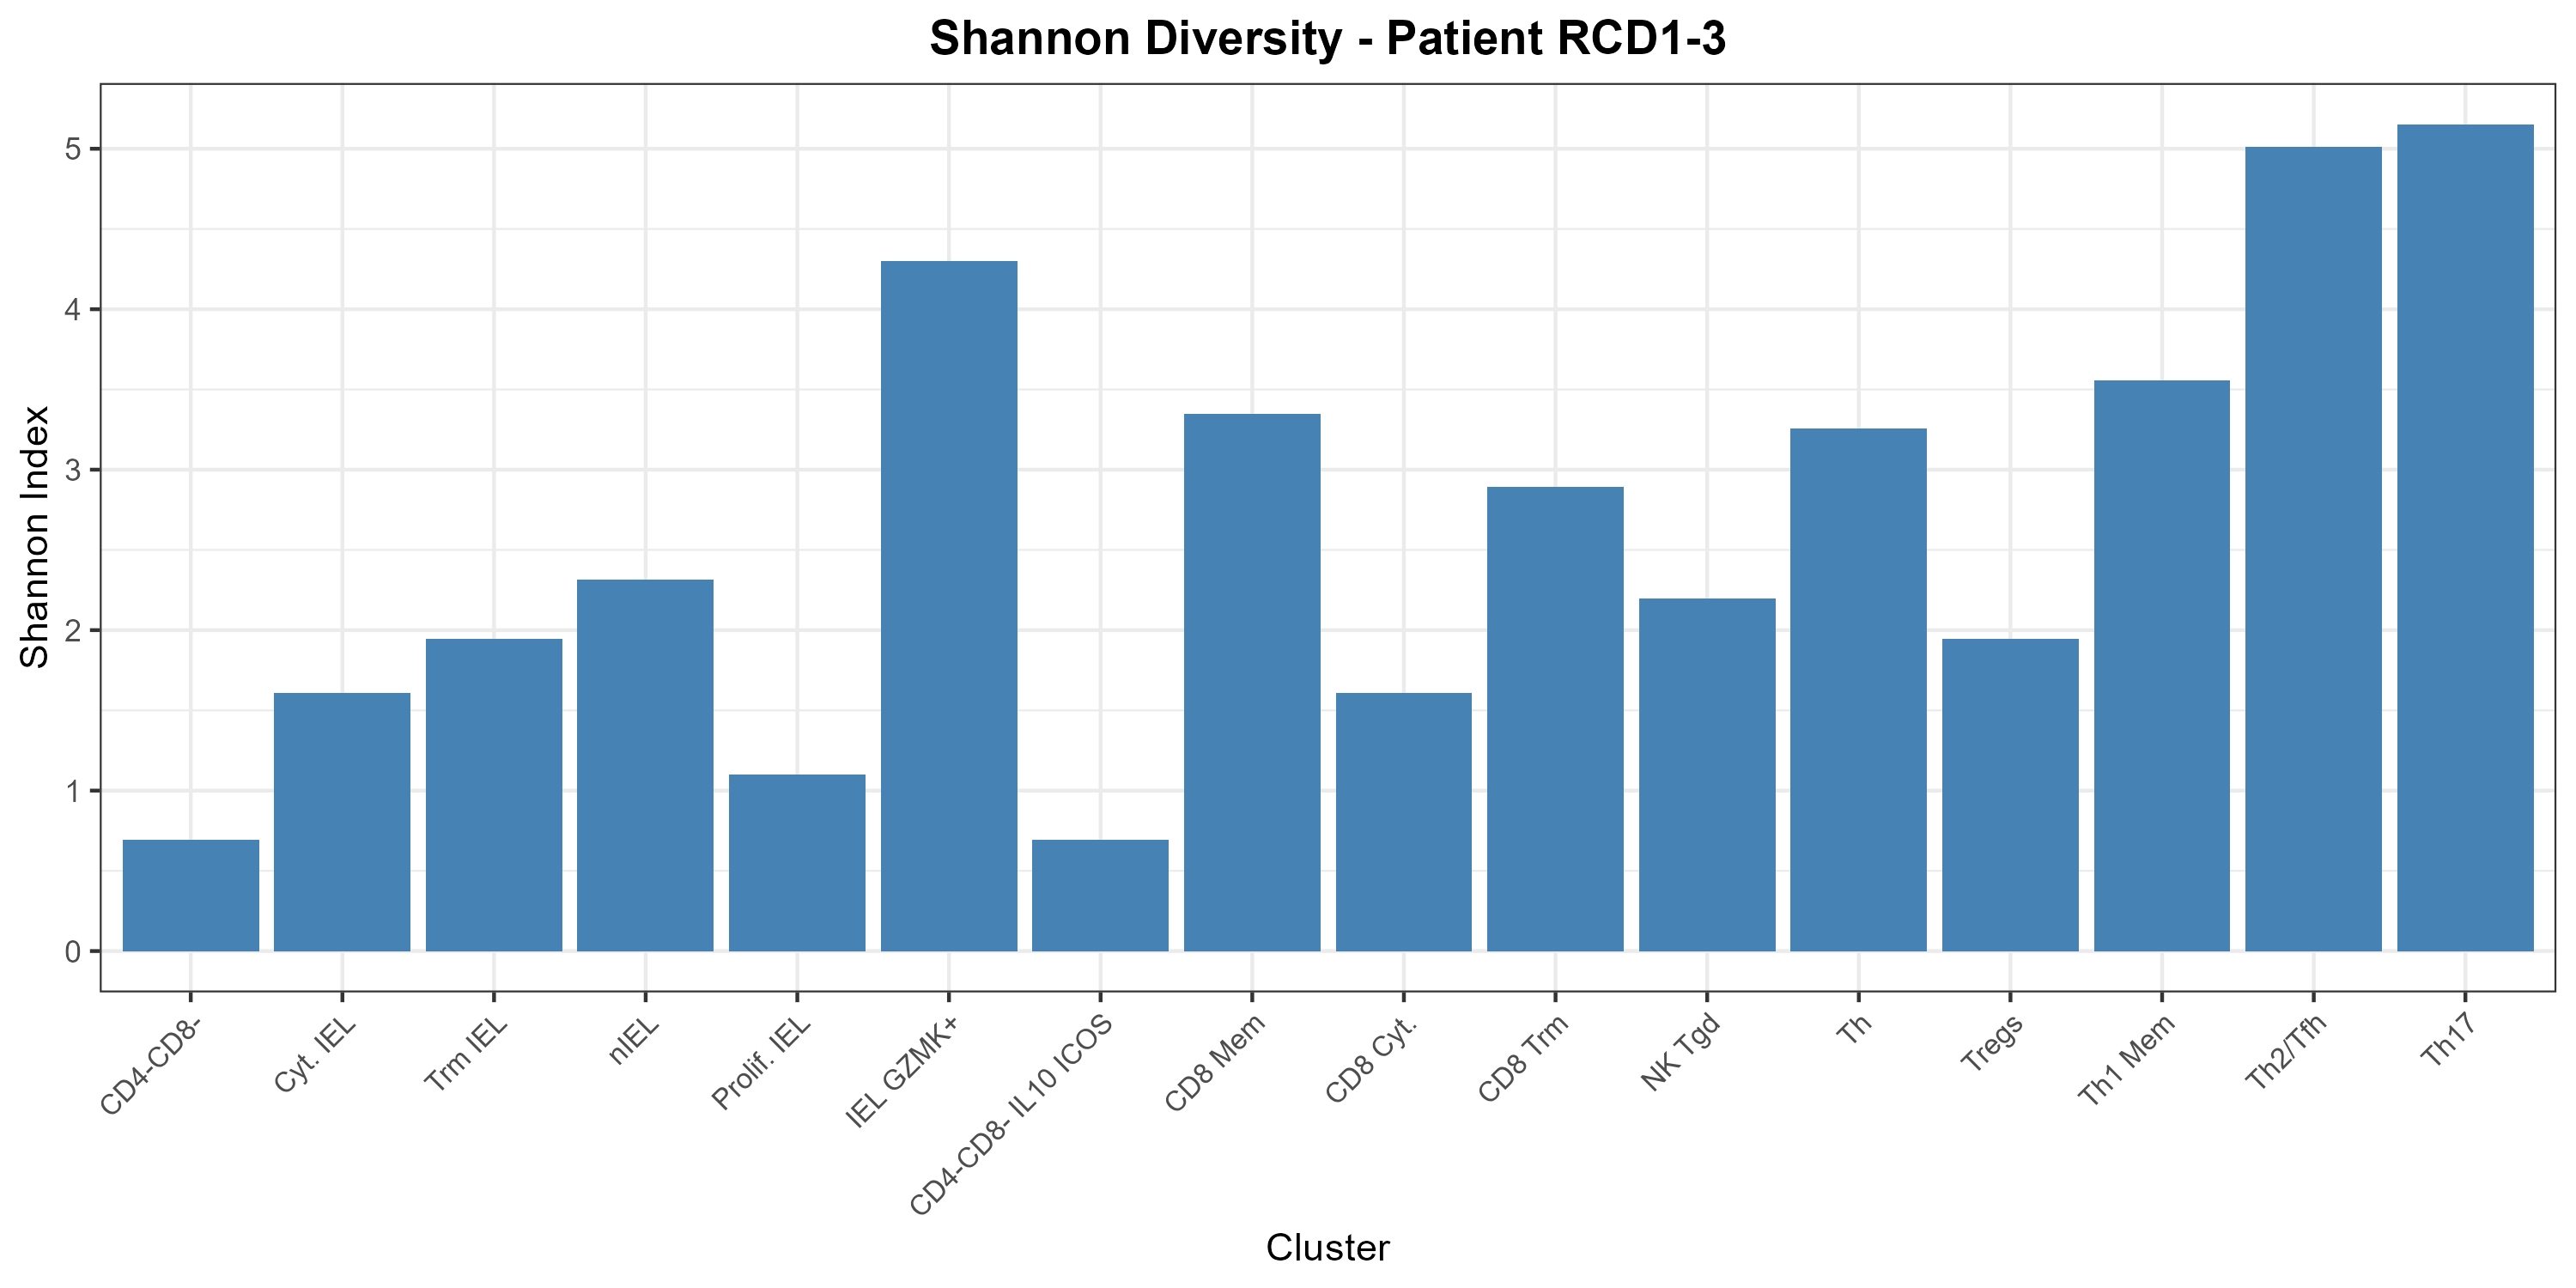 Shannon Diversity - Patient RCD1-3
Shannon Index
5
4
3
2
1
0
CD4-CD8-
Cyt. IEL
Trm IEL
nIEL
Prolif. IEL
IEL GZMK+
CD4-CD8- IL10 ICOS
CD8 Mem
CD8 Cyt.
CD8 Trm
NK Tgd
Th
Tregs
Th1 Mem
Th2/Tfh
Th17
Cluster